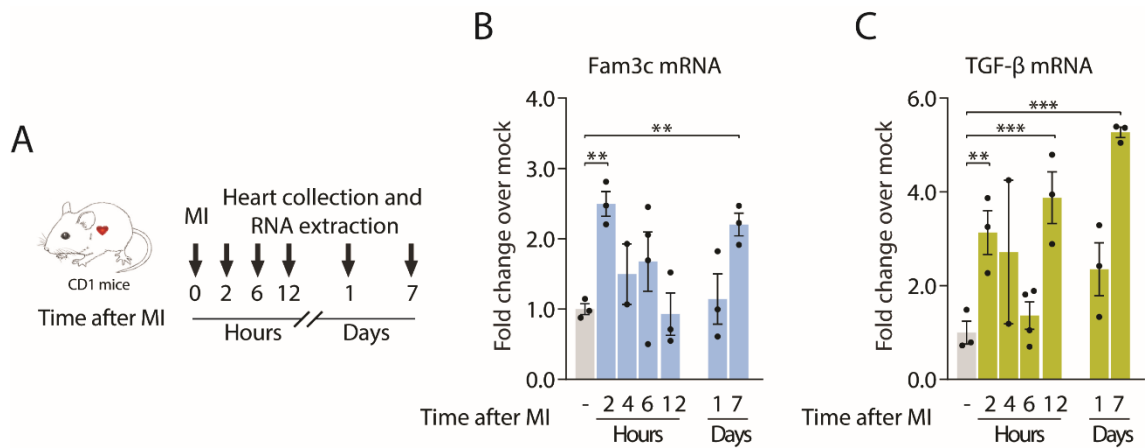 A
MI
Heart collection and
RNA extraction
CD1 mice
0 2 6 12 1 7
Time after MI
Hours
Days
B
Fam3c mRNA
Fold change over mock
4.0
3.0
2.0
1.0
0.0
**
**
- 2 4 6 12 1 7
Time after MI
Hours
Days
C
TGF-β mRNA
Fold change over mock
6.0
4.0
2.0
0.0
***
***
**
- 2 4 6 12 1 7
Time after MI
Hours
Days